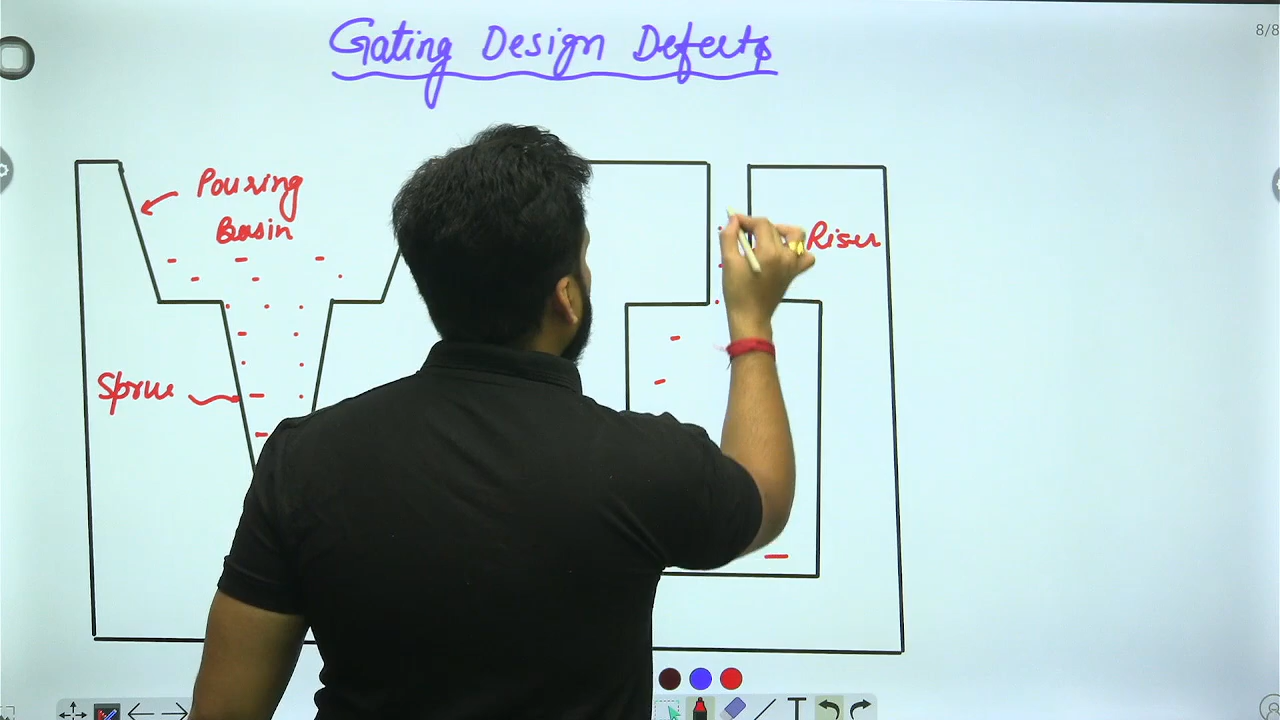 Gating Design Defects
8/8
Pouring
Basin
Riser
Sprue
T